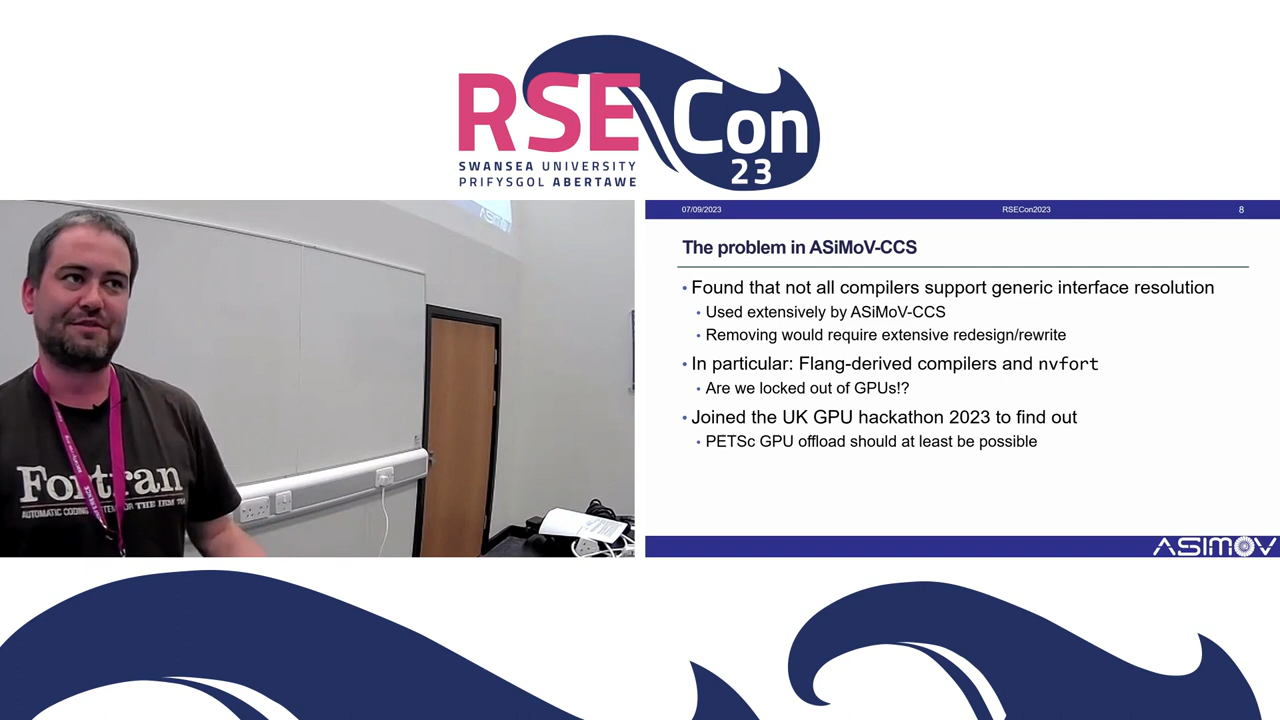 RSE Con
23
SWANSEA UNIVERSITY
PRIFYSGOL ABERTAWE
ASIMOV
Fortran
AUTOMATIC CODING FOR THE IBM
07/09/2023 RSECon2023 8
The problem in ASiMoV-CCS
• Found that not all compilers support generic interface resolution
• Used extensively by ASiMoV-CCS
• Removing would require extensive redesign/rewrite
• In particular: Flang-derived compilers and nvfort
• Are we locked out of GPUs!?
• Joined the UK GPU hackathon 2023 to find out
• PETSc GPU offload should at least be possible
ASIMOV